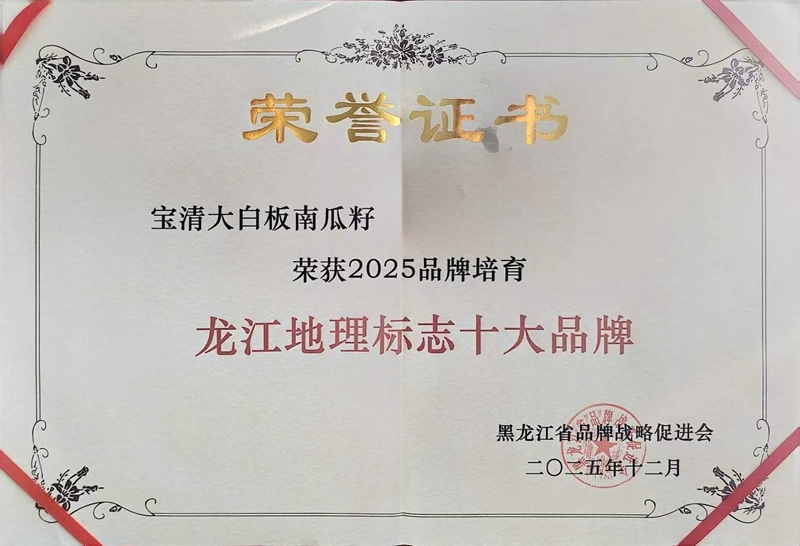 荣誉证书
宝清大白板南瓜籽
荣获2025品牌培育
龙江地理标志十大品牌
黑龙江省品牌战略促进会
二〇二五年十二月